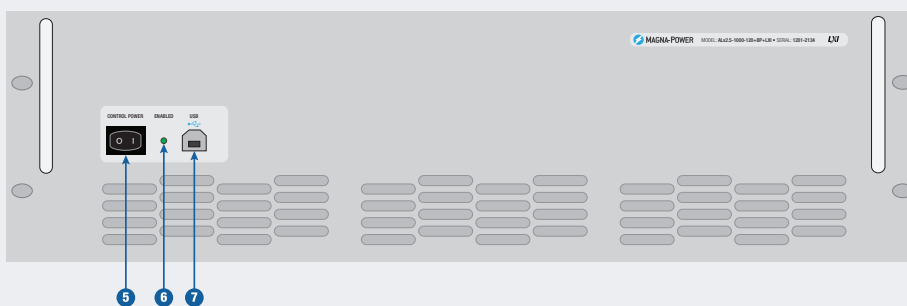 MAGNA-POWER MODEL: ALx2.5-1000-120+BP+LXI • SERIAL: 1201-2134 LXI
CONTROL POWER ENABLED USB
O I
5 6 7